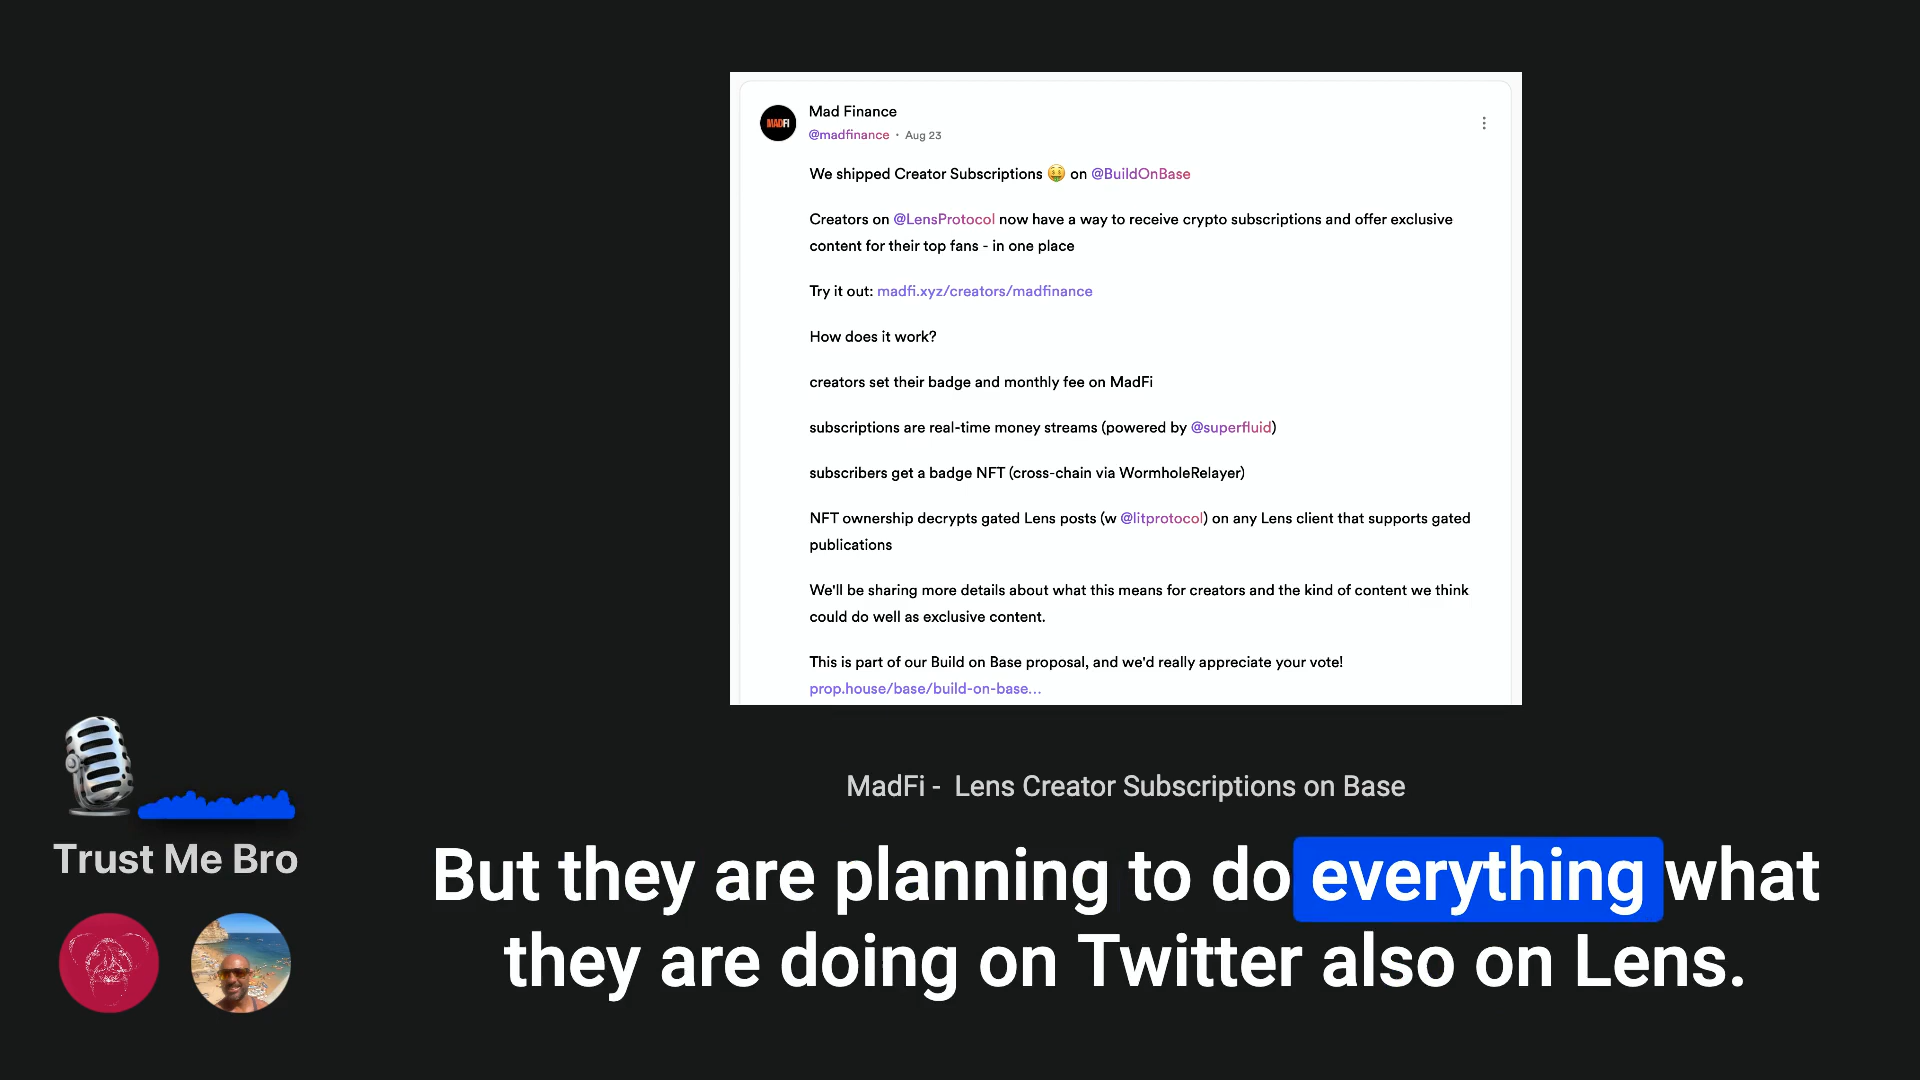 MADFI
Mad Finance
@madfinance · Aug 23
We shipped Creator Subscriptions 🤑 on @BuildOnBase
Creators on @LensProtocol now have a way to receive crypto subscriptions and offer exclusive
content for their top fans - in one place
Try it out: madfi.xyz/creators/madfinance
How does it work?
creators set their badge and monthly fee on MadFi
subscriptions are real-time money streams (powered by @superfluid)
subscribers get a badge NFT (cross-chain via WormholeRelayer)
NFT ownership decrypts gated Lens posts (w @litprotocol) on any Lens client that supports gated
publications
We'll be sharing more details about what this means for creators and the kind of content we think
could do well as exclusive content.
This is part of our Build on Base proposal, and we'd really appreciate your vote!
prop.house/base/build-on-base...
MadFi - Lens Creator Subscriptions on Base
Trust Me Bro
But they are planning to do everything what
they are doing on Twitter also on Lens.